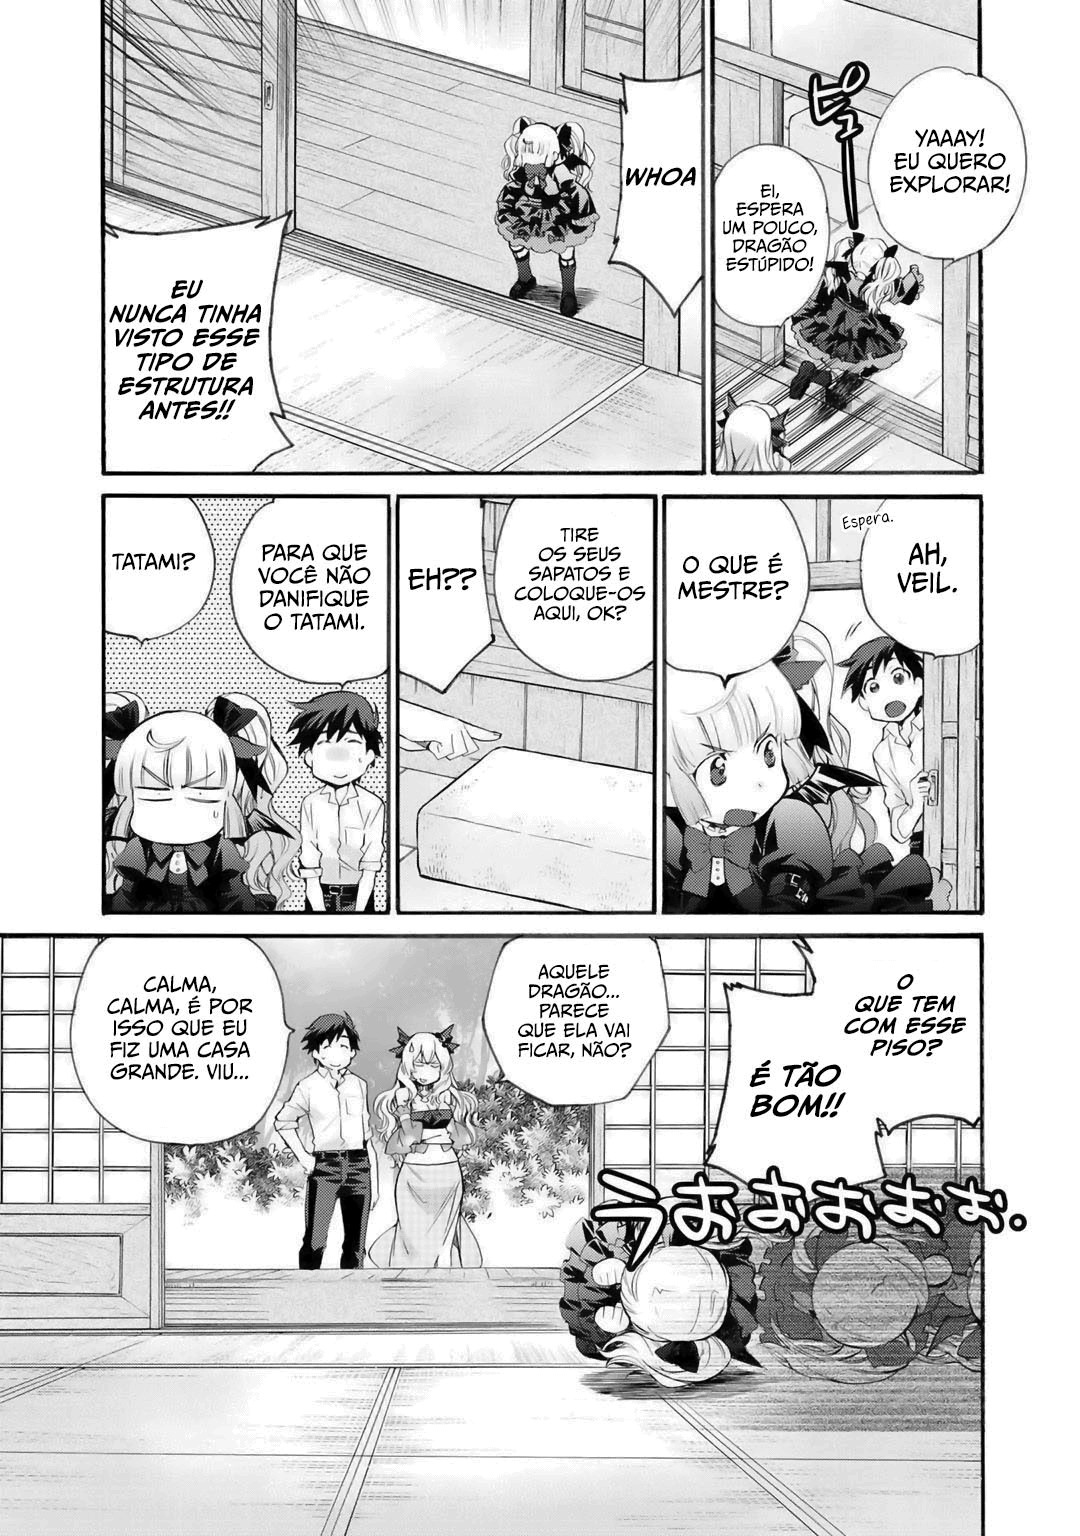 YAAAY!
EU QUERO
EXPLORAR!
ピュー
EI,
ESPERA
UM POUCO,
DRAGÃO
ESTÚPIDO!
WHOA
EU
NUNCA TINHA
VISTO ESSE
TIPO DE
ESTRUTURA
ANTES!!
Espera.
AH,
VEIL.
O QUE É
MESTRE?
TIRE
OS SEUS
SAPATOS E
COLOQUE-OS
AQUI, OK?
EH??
PARA QUE
VOCÊ NÃO
DANIFIQUE
O TATAMI.
TATAMI?
O
QUE TEM
COM ESSE
PISO?
É TÃO
BOM!!
うおおおおぉ.
AQUELE
DRAGÃO...
PARECE
QUE ELA VAI
FICAR, NÃO?
CALMA,
CALMA, É POR
ISSO QUE EU
FIZ UMA CASA
GRANDE. VIU...